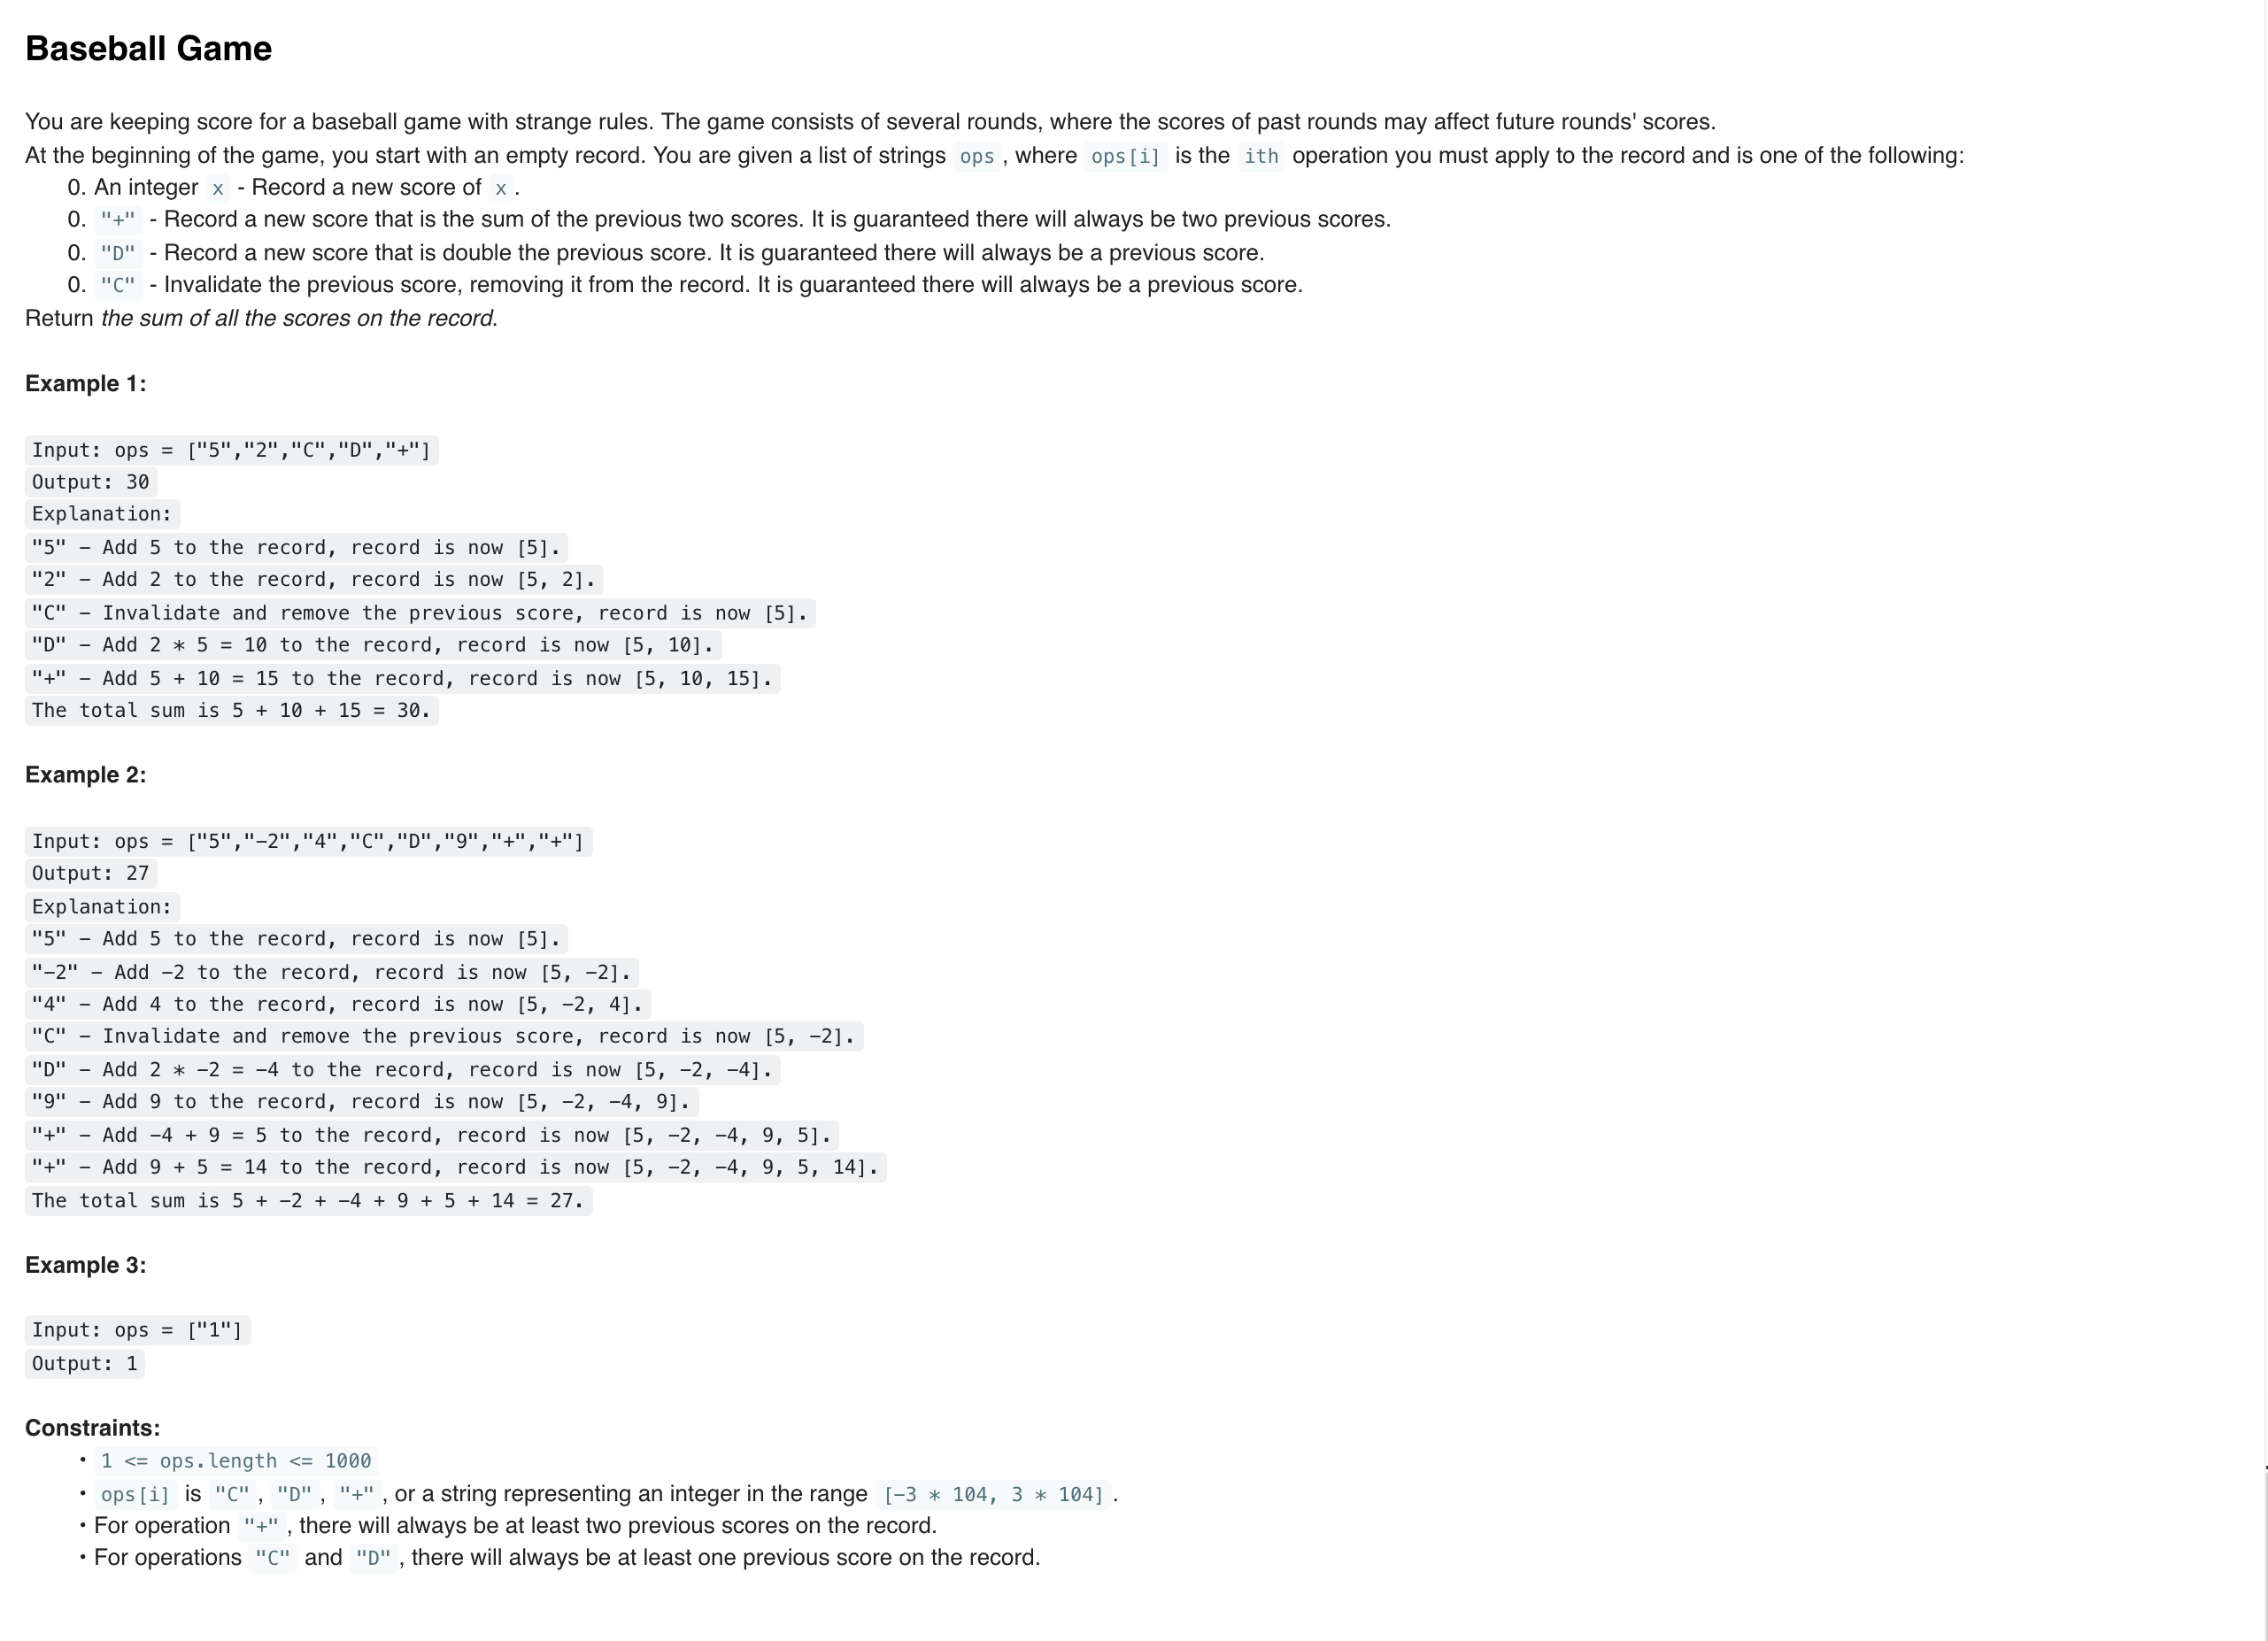 Baseball Game
You are keeping score for a baseball game with strange rules. The game consists of several rounds, where the scores of past rounds may affect future rounds' scores.
At the beginning of the game, you start with an empty record. You are given a list of strings ops , where ops[i] is the ith operation you must apply to the record and is one of the following:
0. An integer x - Record a new score of x .
0. "+" - Record a new score that is the sum of the previous two scores. It is guaranteed there will always be two previous scores.
0. "D" - Record a new score that is double the previous score. It is guaranteed there will always be a previous score.
0. "C" - Invalidate the previous score, removing it from the record. It is guaranteed there will always be a previous score.
Return the sum of all the scores on the record.
Example 1:
Input: ops = ["5","2","C","D","+"]
Output: 30
Explanation:
"5" − Add 5 to the record, record is now [5].
"2" − Add 2 to the record, record is now [5, 2].
"C" − Invalidate and remove the previous score, record is now [5].
"D" − Add 2 * 5 = 10 to the record, record is now [5, 10].
"+" − Add 5 + 10 = 15 to the record, record is now [5, 10, 15].
The total sum is 5 + 10 + 15 = 30.
Example 2:
Input: ops = ["5","−2","4","C","D","9","+","+"]
Output: 27
Explanation:
"5" − Add 5 to the record, record is now [5].
"−2" − Add −2 to the record, record is now [5, −2].
"4" − Add 4 to the record, record is now [5, −2, 4].
"C" − Invalidate and remove the previous score, record is now [5, −2].
"D" − Add 2 * −2 = −4 to the record, record is now [5, −2, −4].
"9" − Add 9 to the record, record is now [5, −2, −4, 9].
"+" − Add −4 + 9 = 5 to the record, record is now [5, −2, −4, 9, 5].
"+" − Add 9 + 5 = 14 to the record, record is now [5, −2, −4, 9, 5, 14].
The total sum is 5 + −2 + −4 + 9 + 5 + 14 = 27.
Example 3:
Input: ops = ["1"]
Output: 1
Constraints:
• 1 <= ops.length <= 1000
• ops[i] is "C" , "D" , "+" , or a string representing an integer in the range [−3 * 104, 3 * 104] .
• For operation "+" , there will always be at least two previous scores on the record.
• For operations "C" and "D" , there will always be at least one previous score on the record.